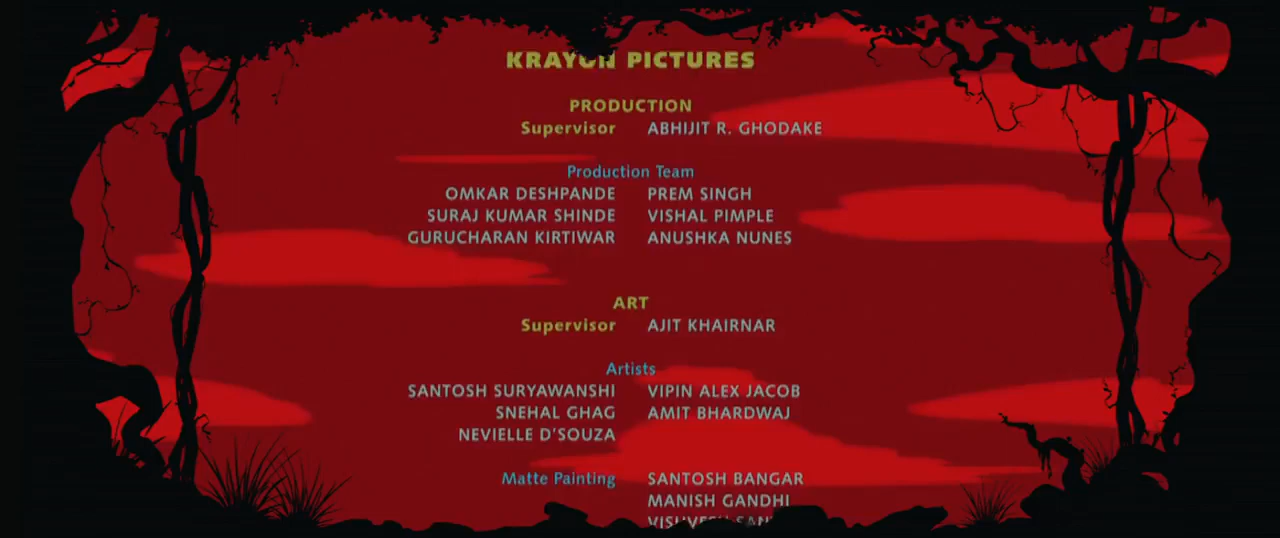 KRAYON PICTURES
PRODUCTION
Supervisor ABHIJIT R. GHODAKE
Production Team
OMKAR DESHPANDE PREM SINGH
SURAJ KUMAR SHINDE VISHAL PIMPLE
GURUCHARAN KIRTIWAR ANUSHKA NUNES
ART
Supervisor AJIT KHAIRNAR
Artists
SANTOSH SURYAWANSHI VIPIN ALEX JACOB
SNEHAL GHAG AMIT BHARDWAJ
NEVIELLE D'SOUZA
Matte Painting SANTOSH BANGAR
MANISH GANDHI